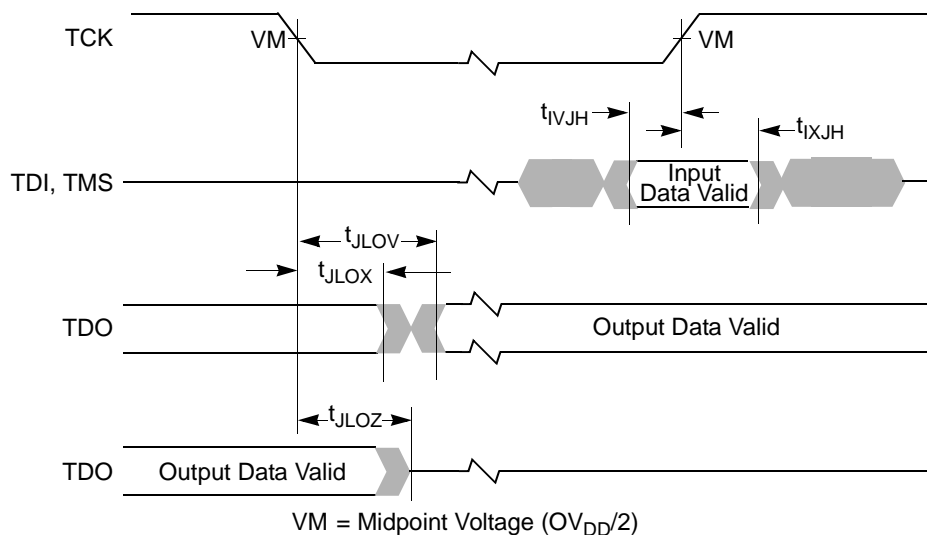 TCK
VM
VM
tIVJH
tIXJH
TDI, TMS
Input
Data Valid
tJLOV
tJLOX
TDO
Output Data Valid
tJLOZ
TDO
Output Data Valid
VM = Midpoint Voltage (OVDD/2)